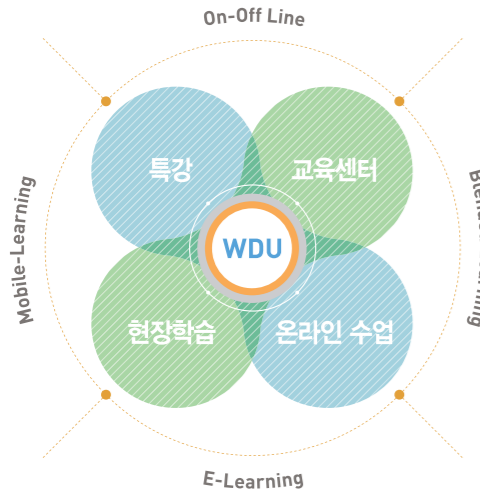 On-Off Line
특강
교육센터
Mobile-Learning
WDU
현장학습
온라인 수업
E-Learning